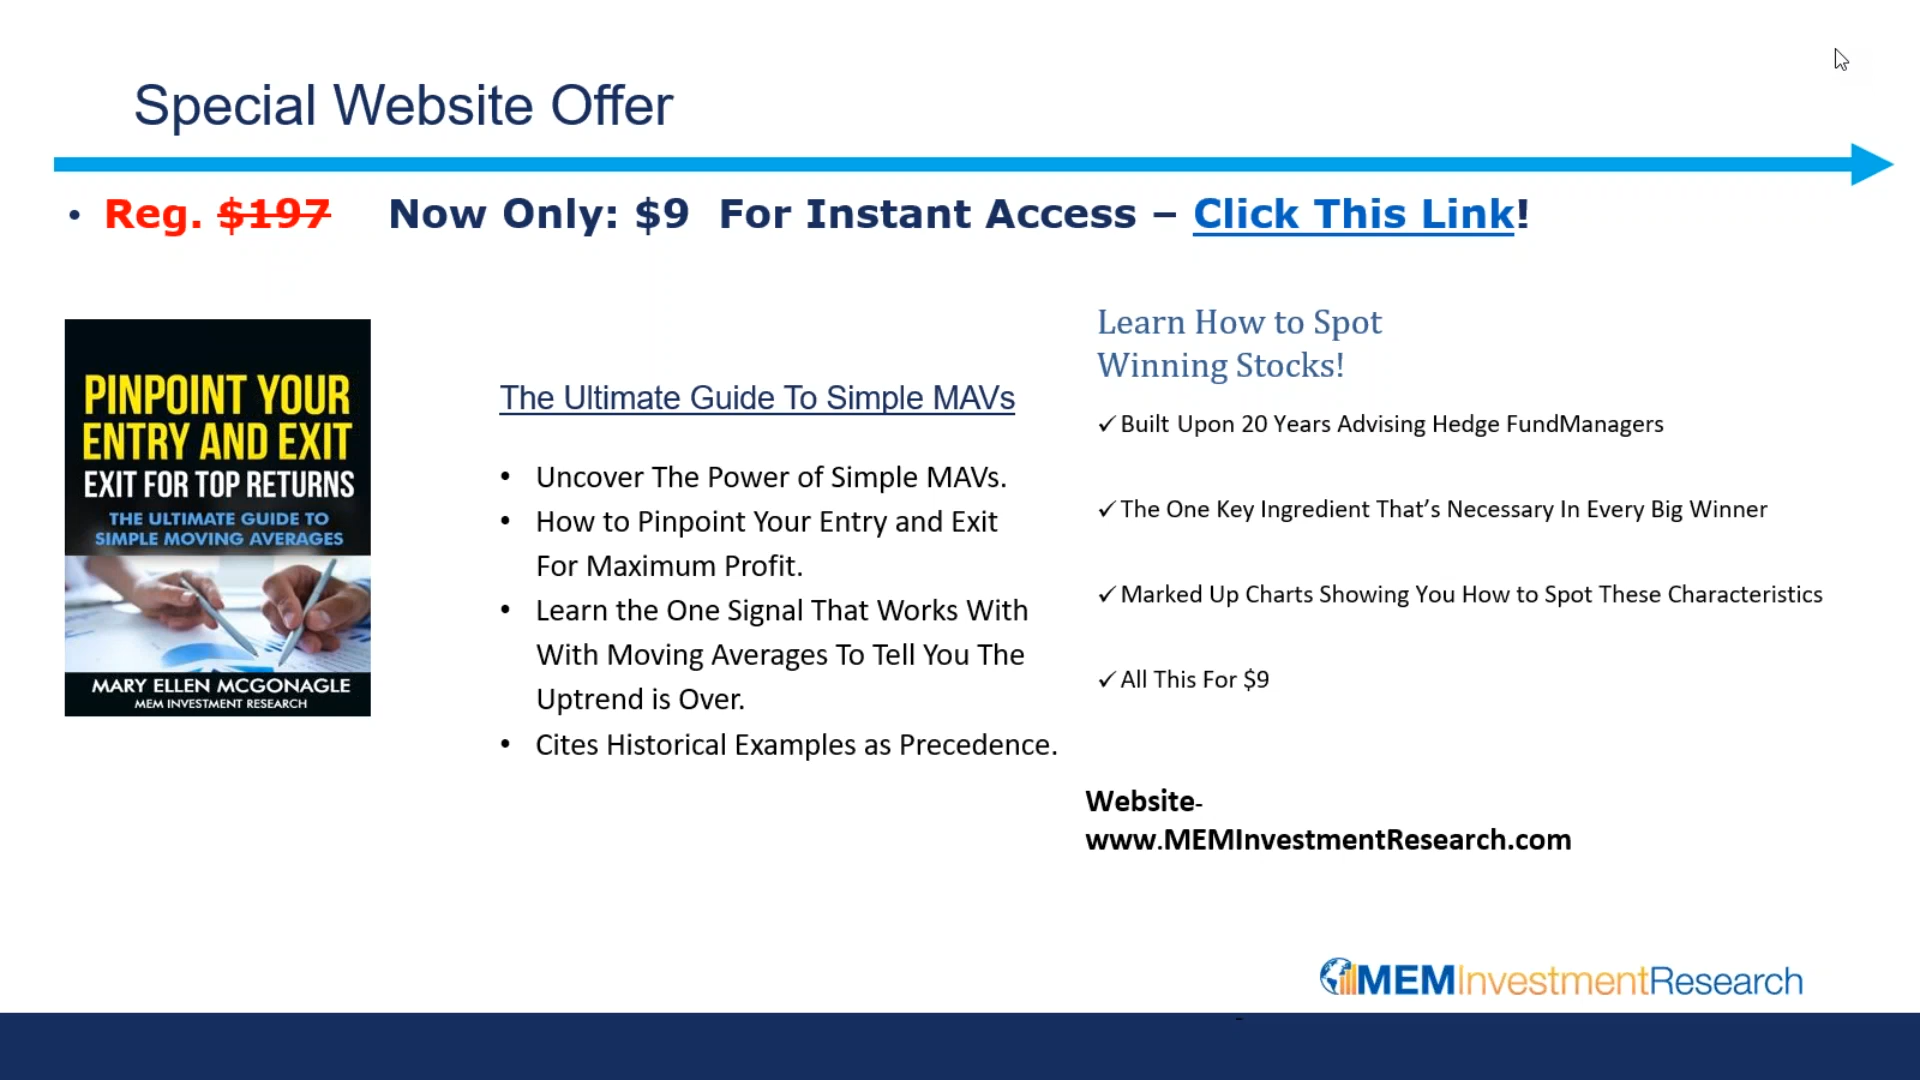 Special Website Offer
• Reg. $197 Now Only: $9 For Instant Access – Click This Link!
PINPOINT YOUR
ENTRY AND EXIT
EXIT FOR TOP RETURNS
THE ULTIMATE GUIDE TO
SIMPLE MOVING AVERAGES
MARY ELLEN MCGONAGLE
MEM INVESTMENT RESEARCH
The Ultimate Guide To Simple MAVs
• Uncover The Power of Simple MAVs.
• How to Pinpoint Your Entry and Exit
For Maximum Profit.
• Learn the One Signal That Works With
With Moving Averages To Tell You The
Uptrend is Over.
• Cites Historical Examples as Precedence.
Learn How to Spot
Winning Stocks!
✓Built Upon 20 Years Advising Hedge FundManagers
✓The One Key Ingredient That’s Necessary In Every Big Winner
✓Marked Up Charts Showing You How to Spot These Characteristics
✓All This For $9
Website-
www.MEMInvestmentResearch.com
MEMInvestmentResearch